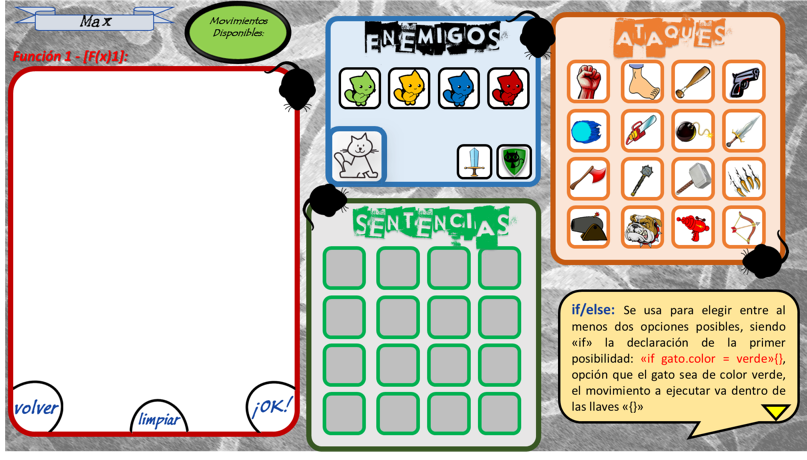 Max
Movimientos
Disponibles:
Función 1 - [F(x)1]:
ENEMIGOS
ATAQUES
SENTENCIAS
if/else: Se usa para elegir entre al
menos dos opciones posibles, siendo
«if» la declaración de la primer
posibilidad: «if gato.color = verde»{},
opción que el gato sea de color verde,
el movimiento a ejecutar va dentro de
las llaves «{}»
volver
limpiar
¡OK!